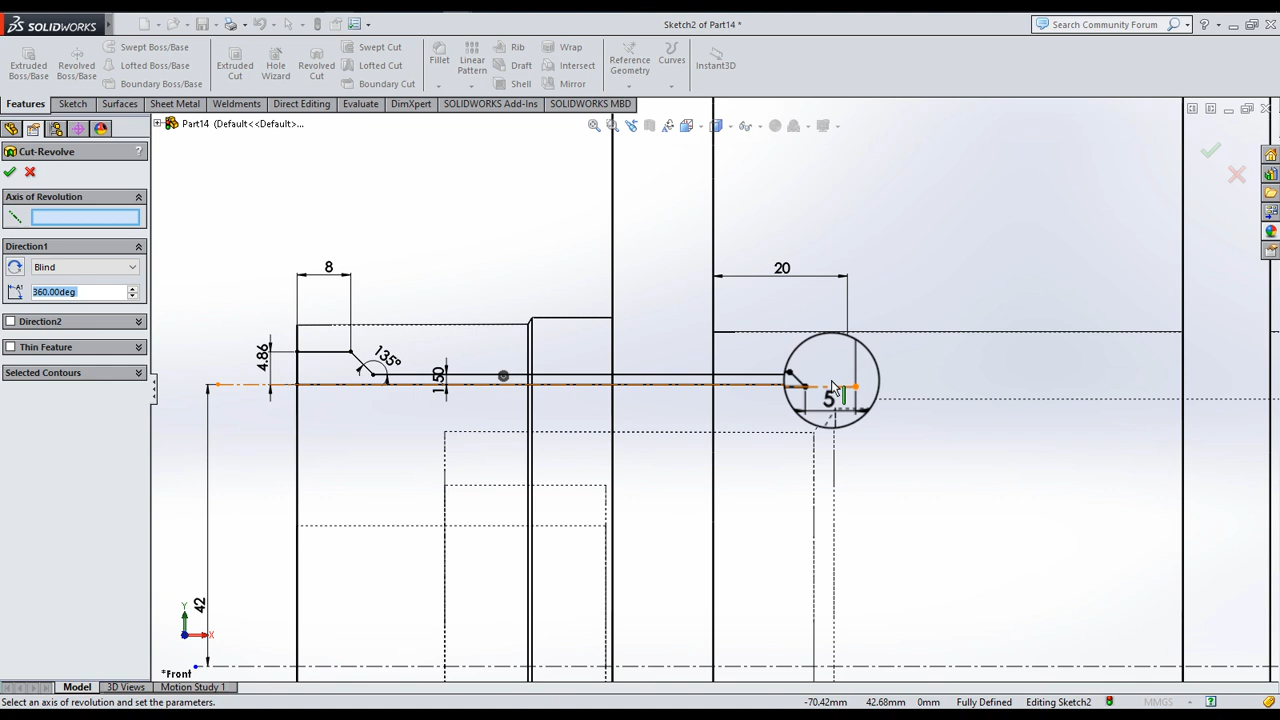 SOLIDWORKS
Sketch2 of Part14 *
Search Community Forum
Extruded Boss/Base
Revolved Boss/Base
Swept Boss/Base
Lofted Boss/Base
Boundary Boss/Base
Extruded Cut
Hole Wizard
Revolved Cut
Swept Cut
Lofted Cut
Boundary Cut
Fillet
Linear Pattern
Rib
Draft
Shell
Wrap
Intersect
Mirror
Reference Geometry
Curves
Instant3D
Features
Sketch
Surfaces
Sheet Metal
Weldments
Direct Editing
Evaluate
DimXpert
SOLIDWORKS Add-Ins
SOLIDWORKS MBD
Part14 (Default<<Default>...
Cut-Revolve
?
Axis of Revolution
Direction1
Blind
360.00deg
Direction2
Thin Feature
Selected Contours
8
20
4.86
135°
1.50
5
42
Y
X
*Front
Model
3D Views
Motion Study 1
Select an axis of revolution and set the parameters.
-70.42mm
42.68mm
0mm
Fully Defined
Editing Sketch2
MMGS